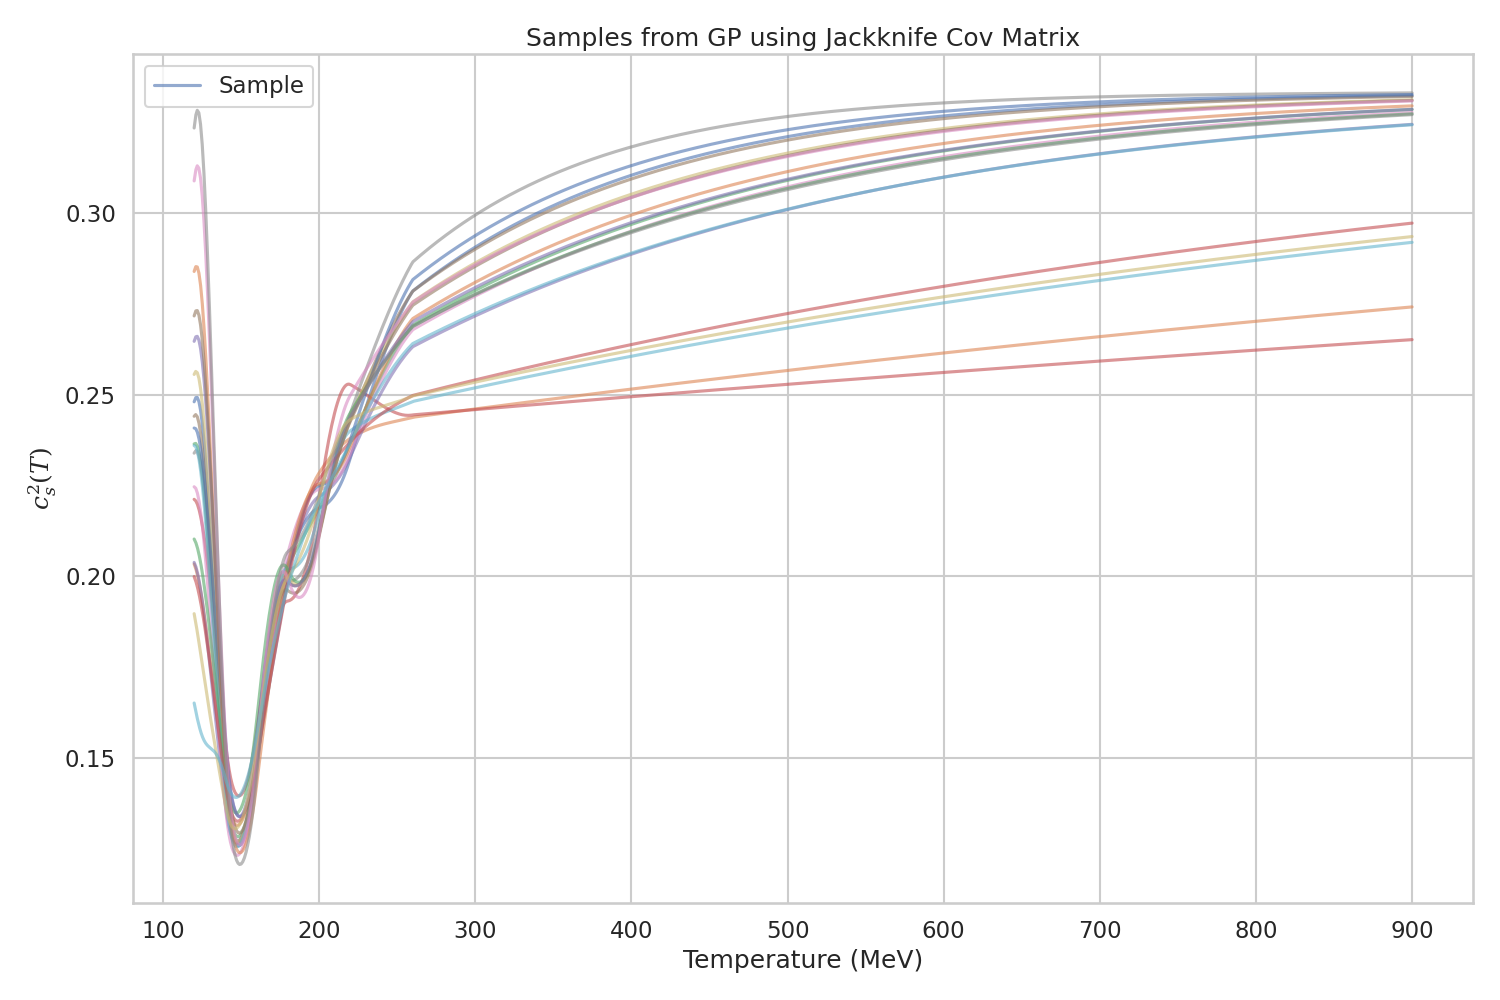 Samples from GP using Jackknife Cov Matrix
Sample
0.30
0.25
0.20
0.15
c_s^2(T)
100 200 300 400 500 600 700 800 900
Temperature (MeV)